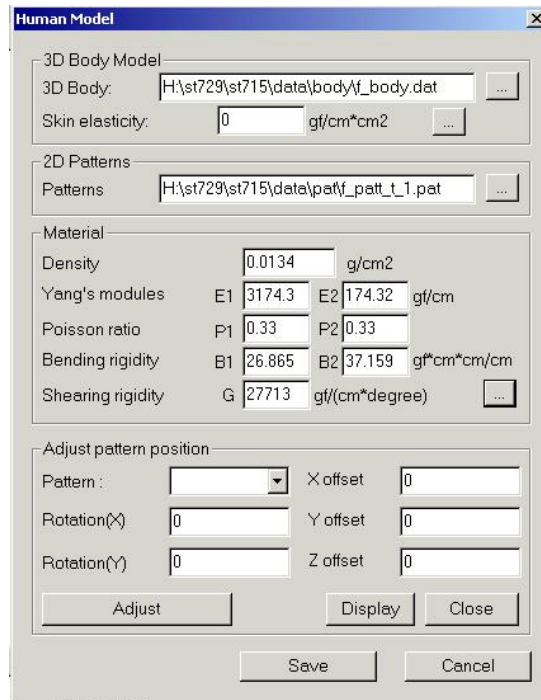 Human Model
3D Body Model
3D Body: H:\st729\st715\data\body\f_body.dat ...
Skin elasticity: 0 gf/cm*cm2 ...
2D Patterns
Patterns H:\st729\st715\data\pat\f_patt_t_1.pat ...
Material
Density 0.0134 g/cm2
Yang's modules E1 3174.3 E2 174.32 gf/cm
Poisson ratio P1 0.33 P2 0.33
Bending rigidity B1 26.865 B2 37.159 gf*cm*cm/cm
Shearing rigidity G 27713 gf/(cm*degree) ...
Adjust pattern position
Pattern : X offset 0
Rotation(X) 0 Y offset 0
Rotation(Y) 0 Z offset 0
Adjust Display Close
Save Cancel